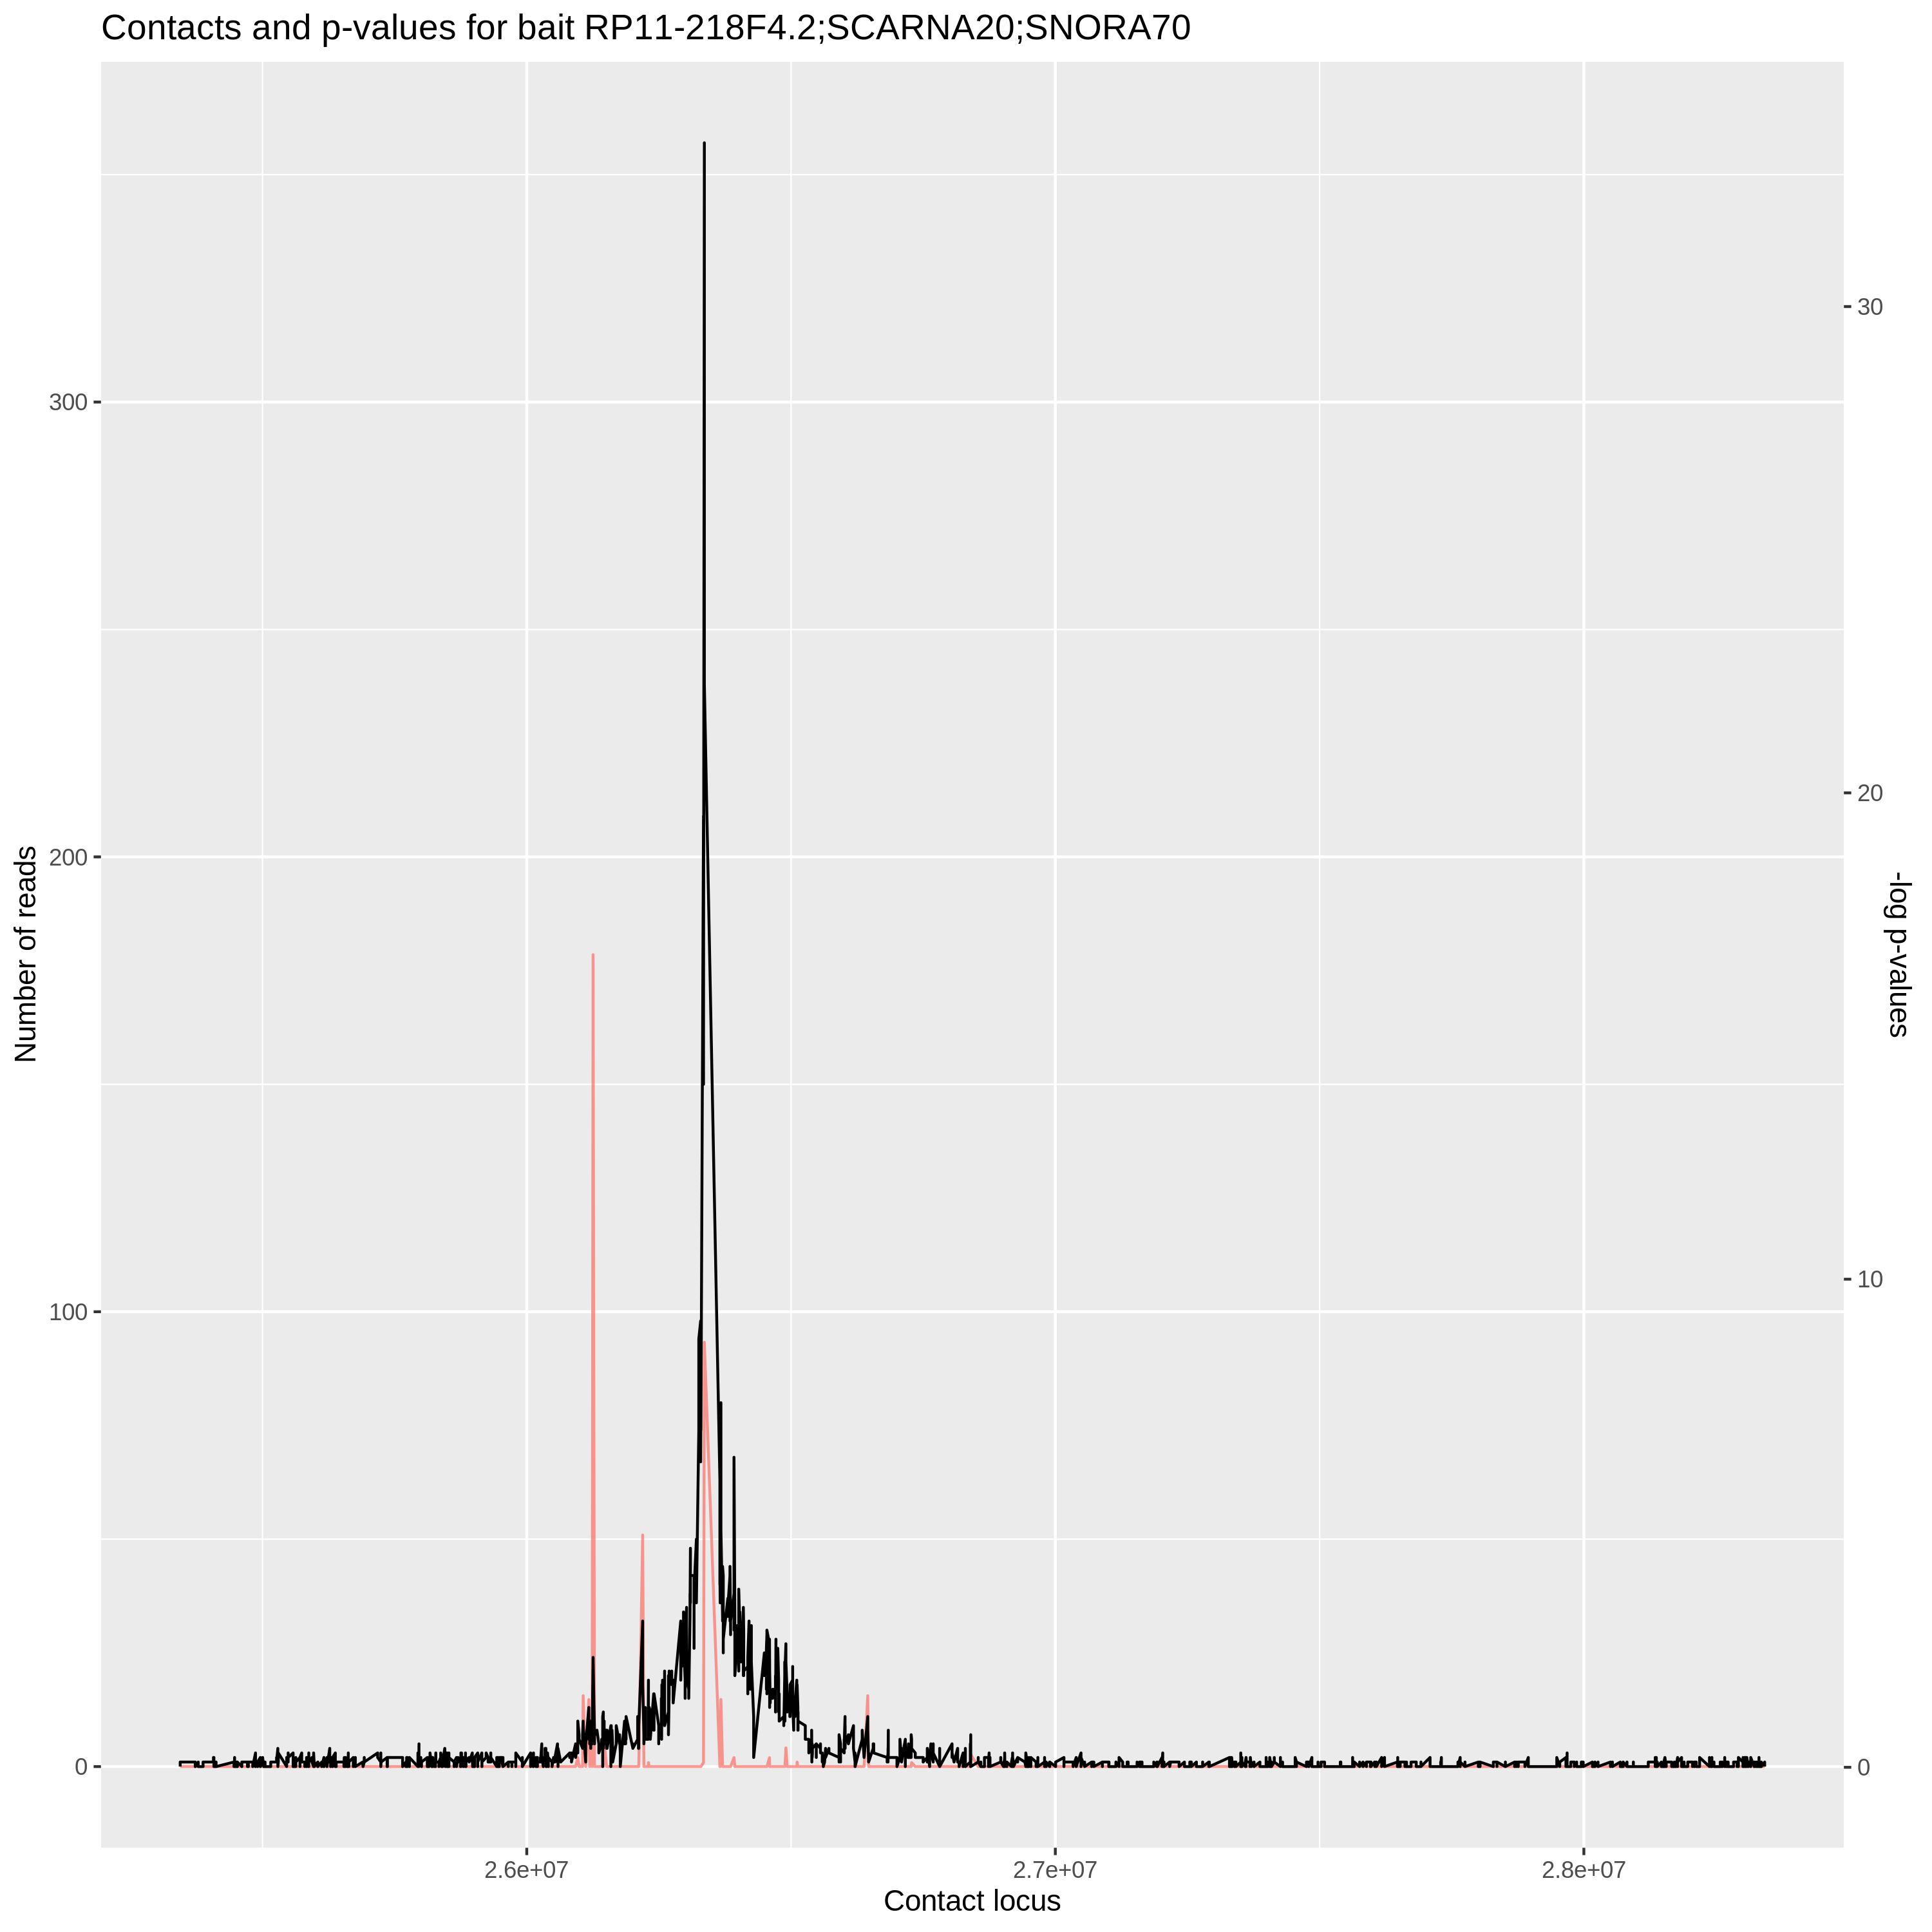 Contacts and p-values for bait RP11-218F4.2;SCARNA20;SNORA70
Number of reads
300
200
100
0
30
20
10
0
-log p-values
2.6e+07 2.7e+07 2.8e+07
Contact locus